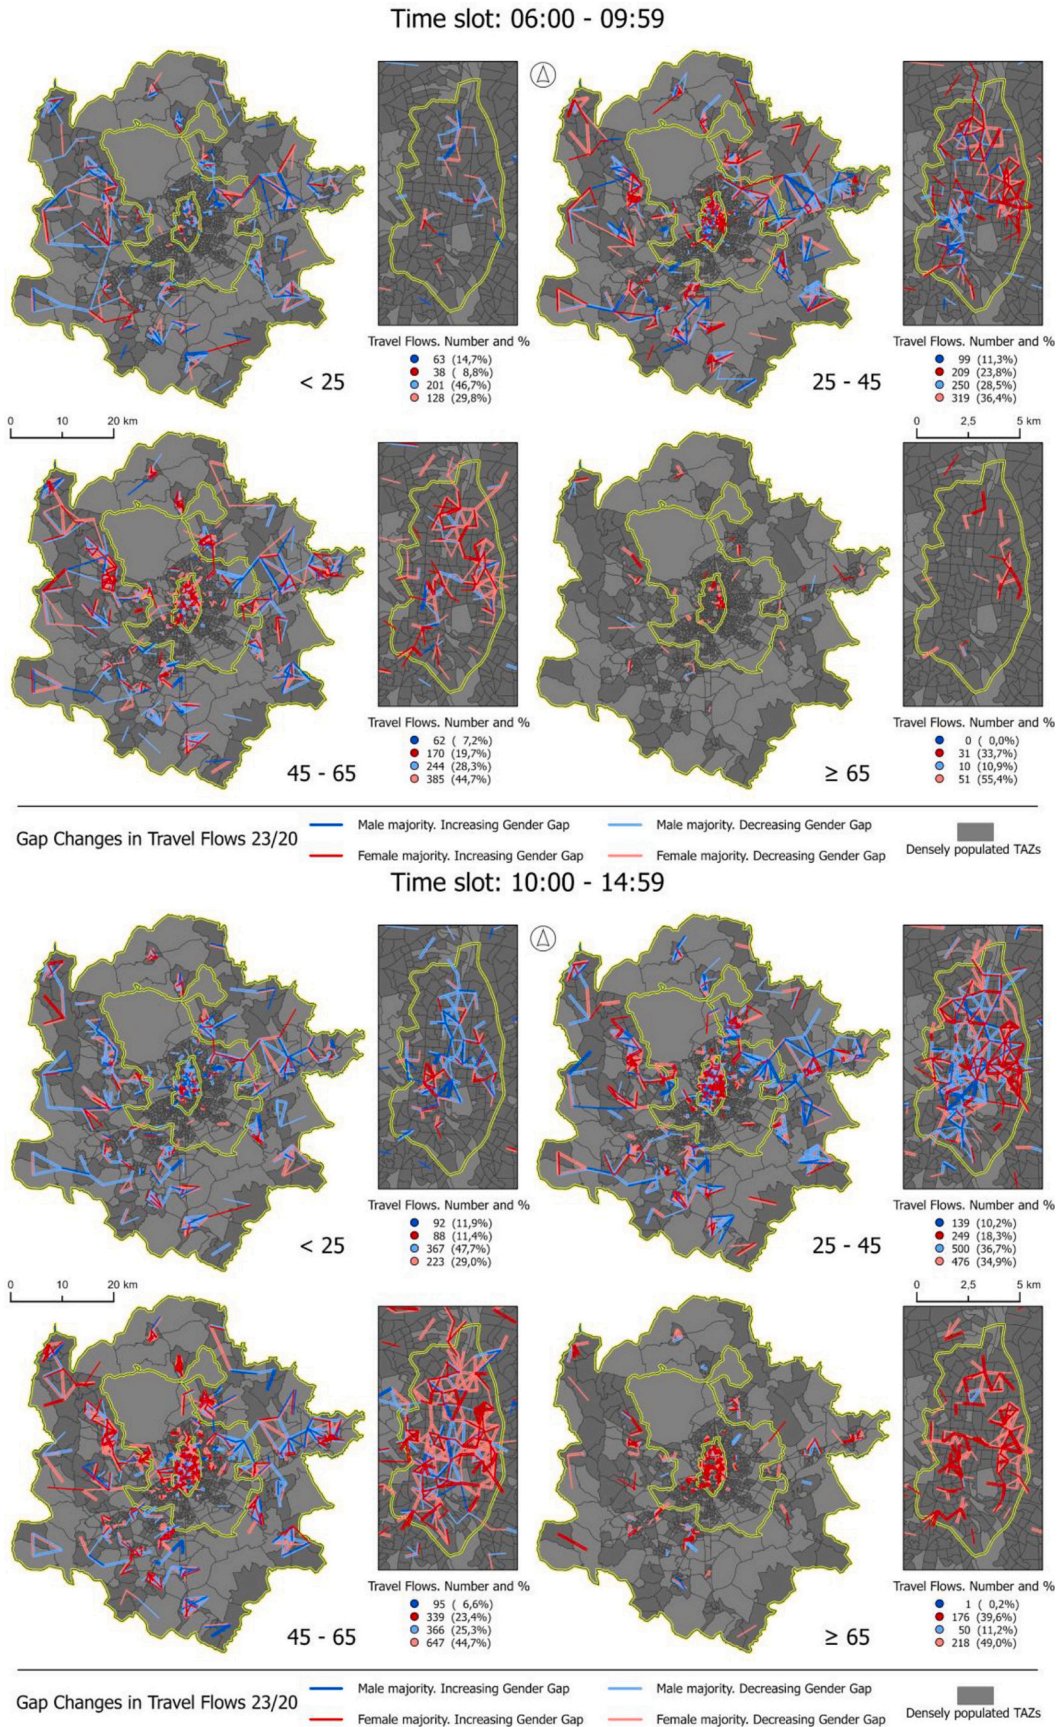 Time slot: 06:00 - 09:59
Travel Flows. Number and %
63 (14,7%)
38 ( 8,8%)
201 (46,7%)
128 (29,8%)
< 25
Travel Flows. Number and %
99 (11,3%)
209 (23,8%)
250 (28,5%)
319 (36,4%)
25 - 45
0 10 20 km
0 2,5 5 km
Travel Flows. Number and %
62 ( 7,2%)
170 (19,7%)
244 (28,3%)
385 (44,7%)
45 - 65
Travel Flows. Number and %
0 ( 0,0%)
31 (33,7%)
10 (10,9%)
51 (55,4%)
≥ 65
Gap Changes in Travel Flows 23/20
Male majority. Increasing Gender Gap
Male majority. Decreasing Gender Gap
Female majority. Increasing Gender Gap
Female majority. Decreasing Gender Gap
Densely populated TAZs
Time slot: 10:00 - 14:59
Travel Flows. Number and %
92 (11,9%)
88 (11,4%)
367 (47,7%)
223 (29,0%)
< 25
Travel Flows. Number and %
139 (10,2%)
249 (18,3%)
500 (36,7%)
476 (34,9%)
25 - 45
0 10 20 km
0 2,5 5 km
Travel Flows. Number and %
95 ( 6,6%)
339 (23,4%)
366 (25,3%)
647 (44,7%)
45 - 65
Travel Flows. Number and %
1 ( 0,2%)
176 (39,6%)
50 (11,2%)
218 (49,0%)
≥ 65
Gap Changes in Travel Flows 23/20
Male majority. Increasing Gender Gap
Male majority. Decreasing Gender Gap
Female majority. Increasing Gender Gap
Female majority. Decreasing Gender Gap
Densely populated TAZs